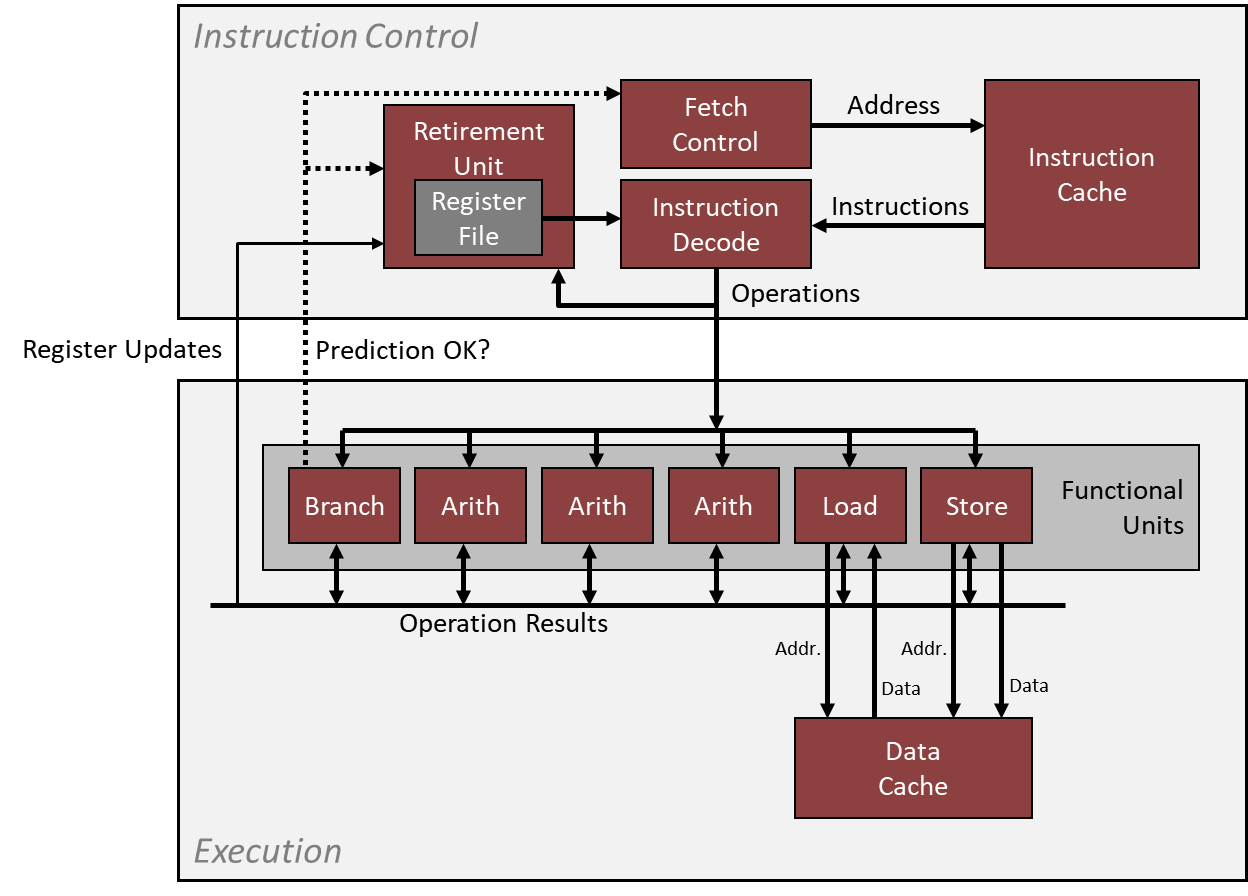 Instruction Control
Fetch
Control
Address
Instruction
Cache
Retirement
Unit
Register
File
Instruction
Decode
Instructions
Operations
Register Updates
Prediction OK?
Branch
Arith
Arith
Arith
Load
Store
Functional
Units
Operation Results
Addr.
Data
Addr.
Data
Data
Cache
Execution